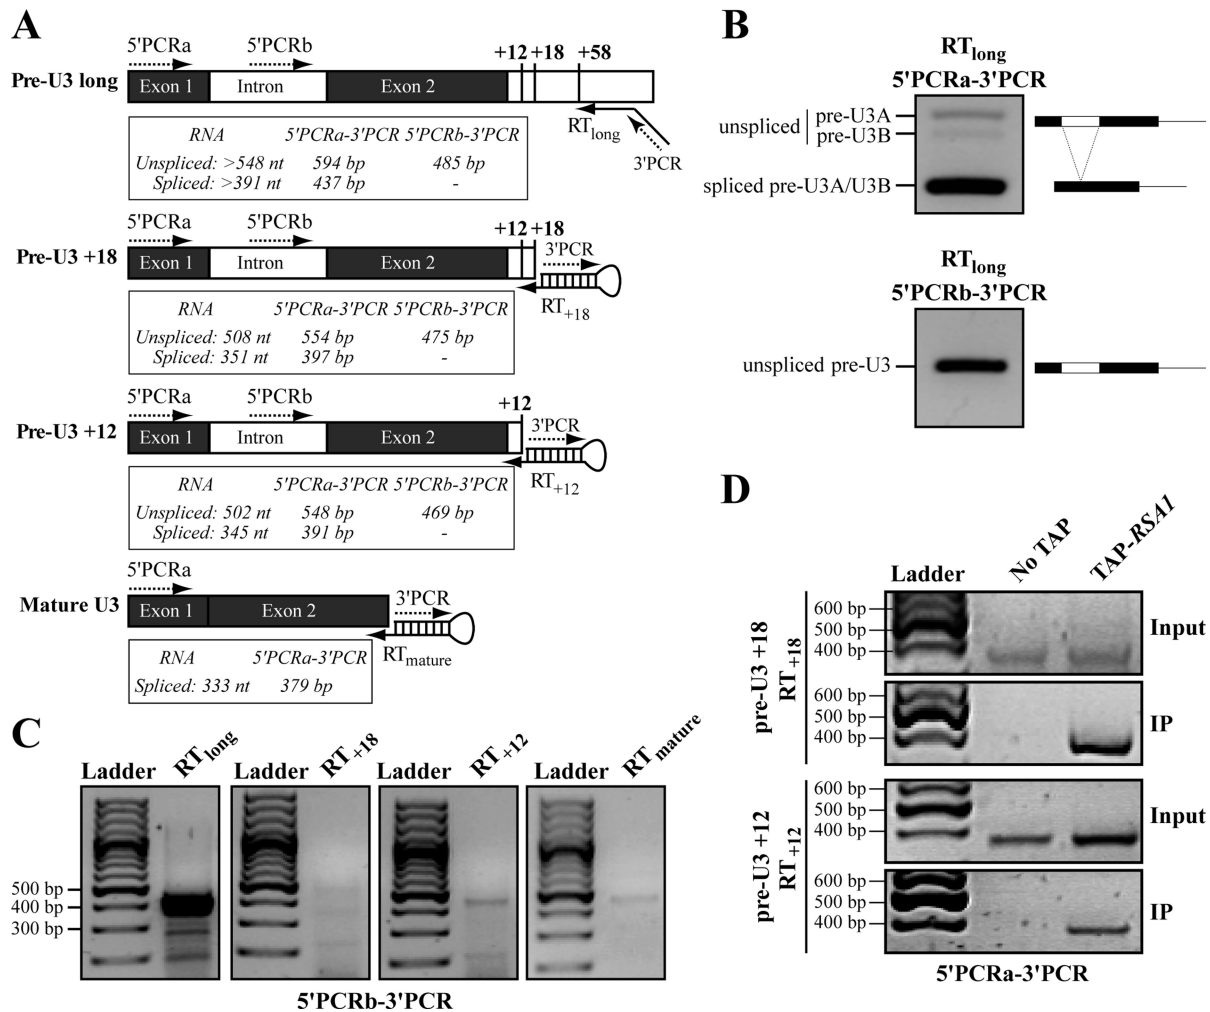 A
5'PCRa 5'PCRb +12 +18 +58
Pre-U3 long Exon 1 Intron Exon 2
RTlong
3'PCR
RNA 5'PCRa-3'PCR 5'PCRb-3'PCR
Unspliced: >548 nt 594 bp 485 bp
Spliced: >391 nt 437 bp -
5'PCRa 5'PCRb +12 +18
3'PCR
Pre-U3 +18 Exon 1 Intron Exon 2
RT+18
RNA 5'PCRa-3'PCR 5'PCRb-3'PCR
Unspliced: 508 nt 554 bp 475 bp
Spliced: 351 nt 397 bp -
5'PCRa 5'PCRb +12
3'PCR
Pre-U3 +12 Exon 1 Intron Exon 2
RT+12
RNA 5'PCRa-3'PCR 5'PCRb-3'PCR
Unspliced: 502 nt 548 bp 469 bp
Spliced: 345 nt 391 bp -
5'PCRa
3'PCR
Mature U3 Exon 1 Exon 2
RTmature
RNA 5'PCRa-3'PCR
Spliced: 333 nt 379 bp
B
RTlong
5'PCRa-3'PCR
unspliced pre-U3A
pre-U3B
spliced pre-U3A/U3B
RTlong
5'PCRb-3'PCR
unspliced pre-U3
C
Ladder RTlong Ladder RT+18 Ladder RT+12 Ladder RTmature
500 bp
400 bp
300 bp
5'PCRb-3'PCR
D
Ladder No TAP TAP-RSA1
pre-U3 +18
RT+18
600 bp
500 bp
400 bp
Input
600 bp
500 bp
400 bp
IP
pre-U3 +12
RT+12
600 bp
500 bp
400 bp
Input
600 bp
500 bp
400 bp
IP
5'PCRa-3'PCR